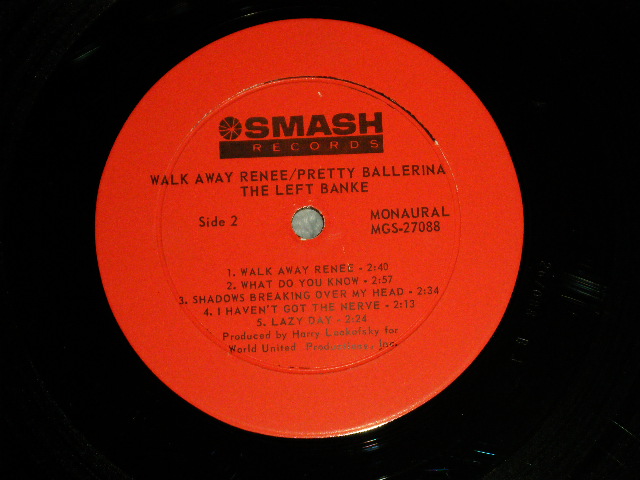 SMASH
RECORDS
WALK AWAY RENEE/PRETTY BALLERINA
THE LEFT BANKE
Side 2
MONAURAL
MGS-27088
1. WALK AWAY RENEE - 2:40
2. WHAT DO YOU KNOW - 2:57
3. SHADOWS BREAKING OVER MY HEAD - 2:34
4. I HAVEN'T GOT THE NERVE - 2:13
5. LAZY DAY - 2:24
Produced by Harry Lookofsky for
World United Productions, Inc.